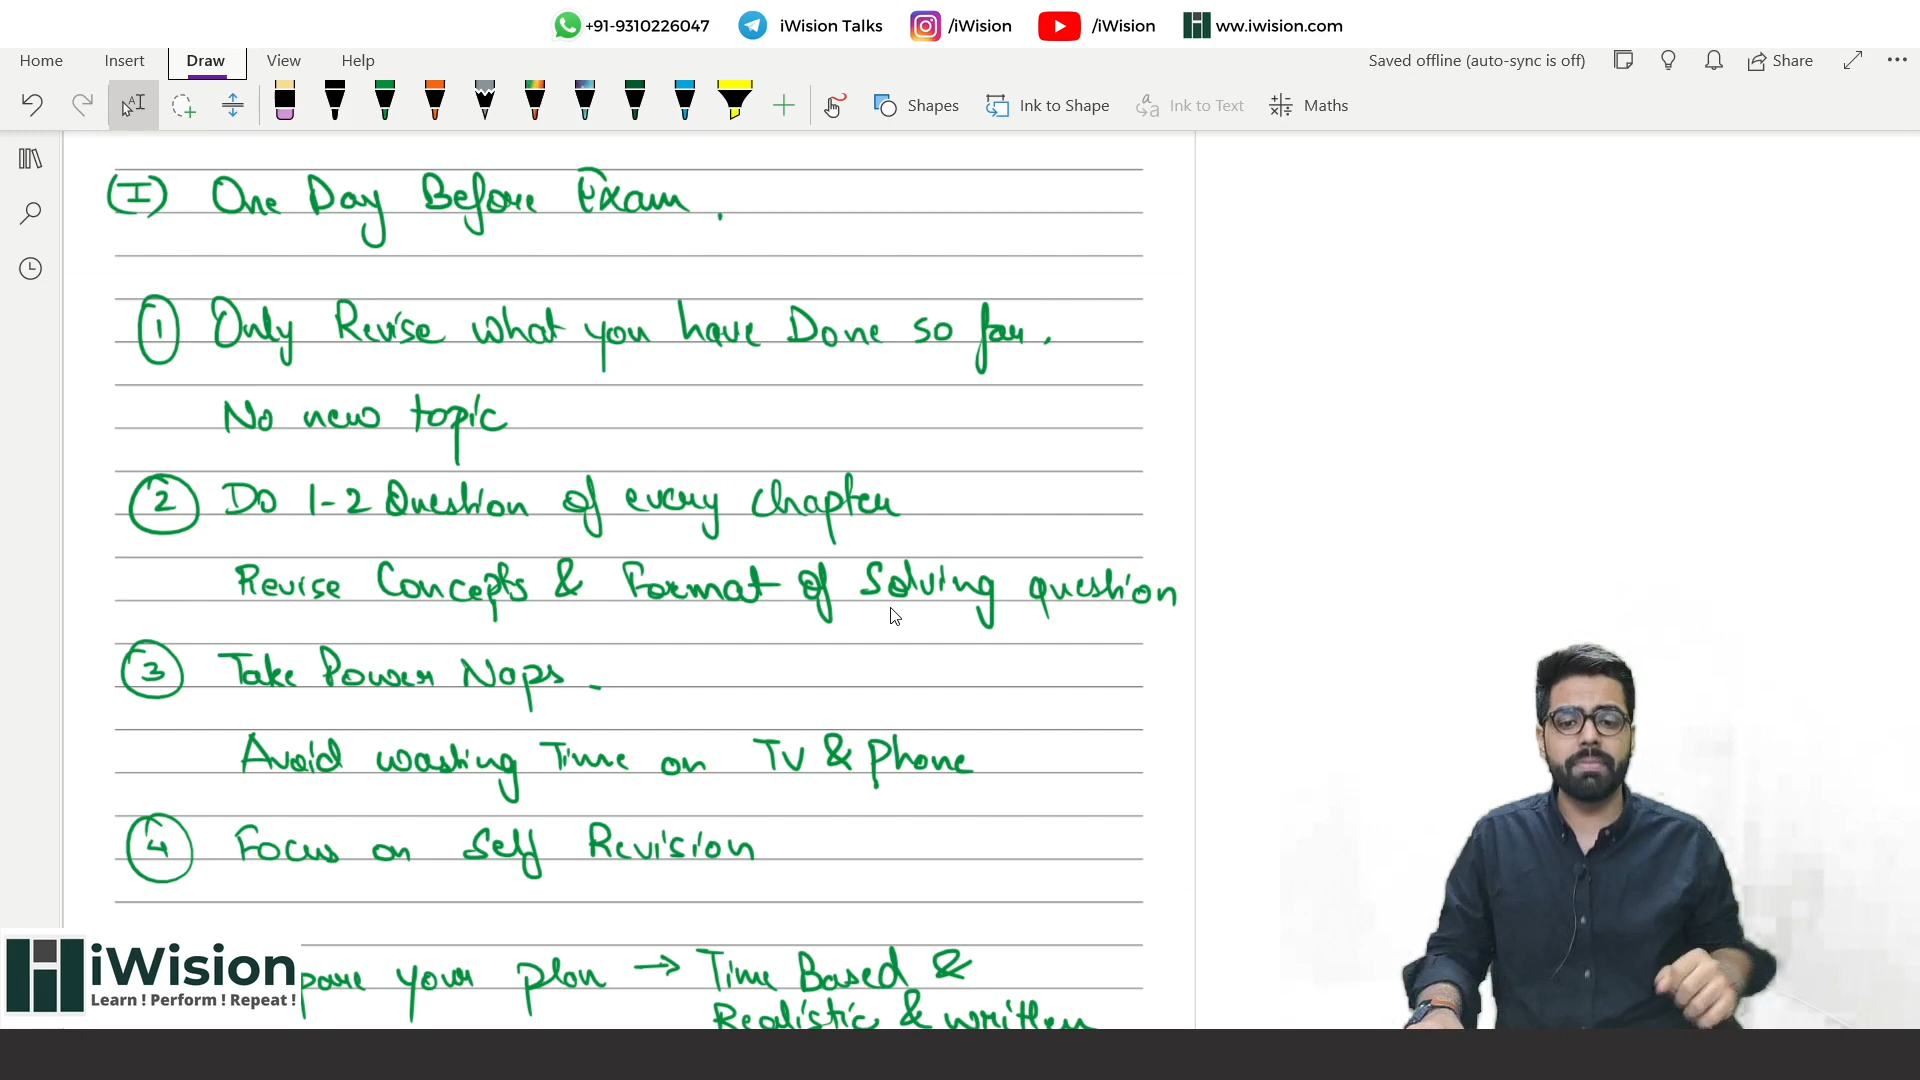 +91-9310226047 iWision Talks /iWision /iWision ww.iwision.com
Home Insert Draw View Help Saved offline (auto-sync is off) Share
Shapes Ink to Shape Ink to Text Maths
(I) One Day Before Exam.
1 Only Revise what you have Done so far.
No new topic
2 Do 1-2 Question of every chapter
Revise Concepts & Format of Solving question
3 Take Power Naps.
Avoid wasting Time on TV & Phone
4 Focus on Self Revision
pare your plan → Time Based &
Realistic & written
iWision
Learn ! Perform ! Repeat !